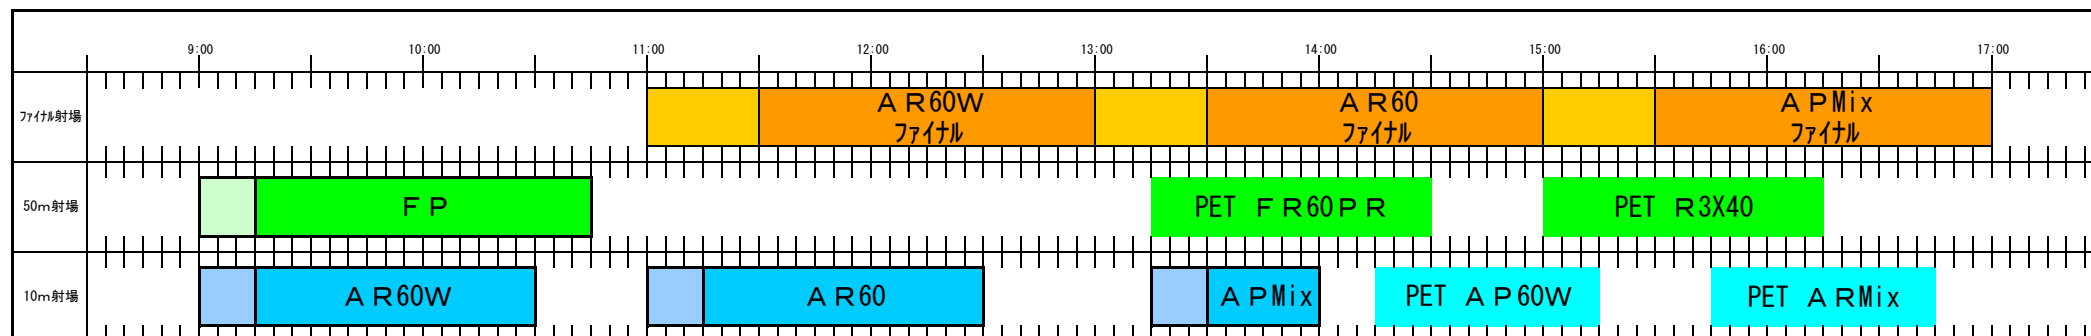 9:00 10:00 11:00 12:00 13:00 14:00 15:00 16:00 17:00
ファイナル射場
ＡＲ60Ｗ
ファイナル
ＡＲ60
ファイナル
ＡＰMix
ファイナル
50ｍ射場
ＦＰ
PET ＦＲ60ＰＲ
PET Ｒ3X40
10ｍ射場
ＡＲ60Ｗ
ＡＲ60
ＡＰMix
PET ＡＰ60Ｗ
PET ＡＲMix